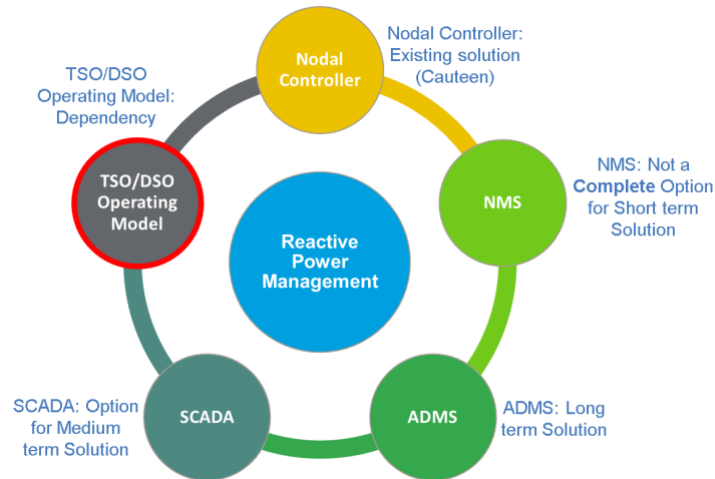 Nodal
Controller
Nodal Controller:
Existing solution
(Cauteen)
TSO/DSO
Operating Model:
Dependency
TSO/DSO
Operating
Model
NMS
NMS: Not a
Complete Option
for Short term
Solution
Reactive
Power
Management
SCADA: Option
for Medium
term Solution
SCADA
ADMS
ADMS: Long
term Solution